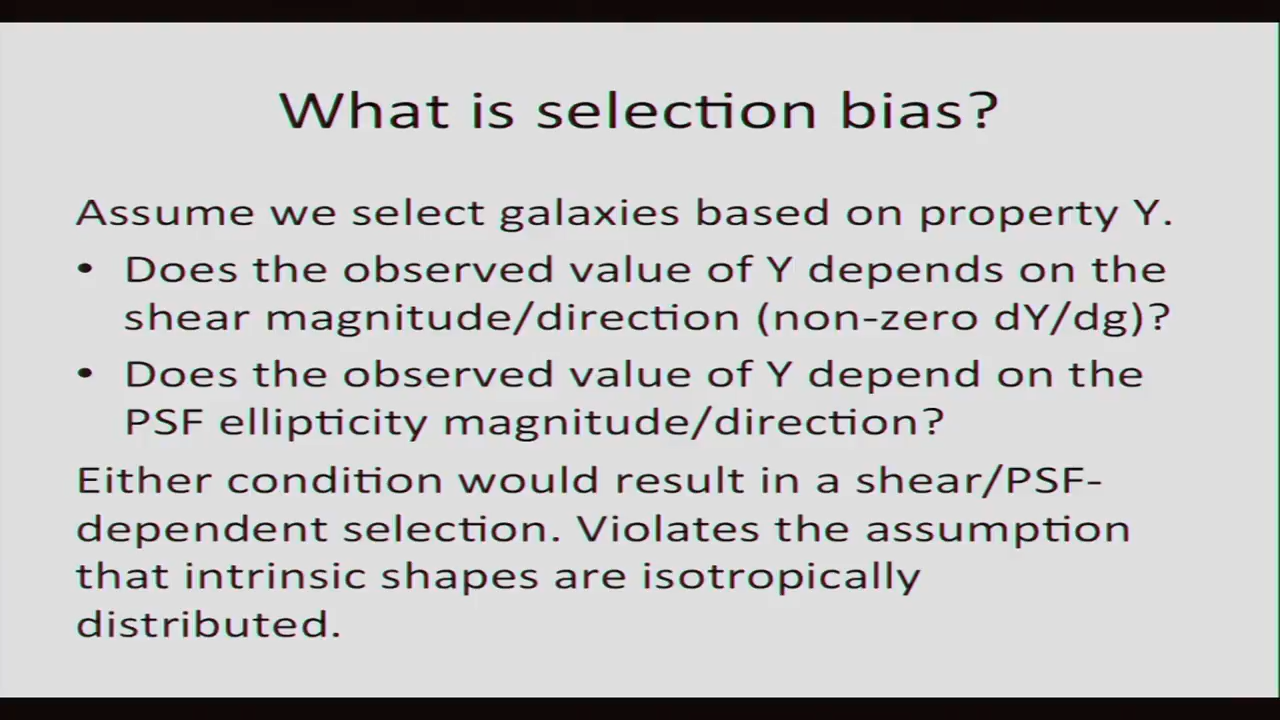 What is selection bias?
Assume we select galaxies based on property Y.
• Does the observed value of Y depends on the
shear magnitude/direction (non-zero dY/dg)?
• Does the observed value of Y depend on the
PSF ellipticity magnitude/direction?
Either condition would result in a shear/PSF-
dependent selection. Violates the assumption
that intrinsic shapes are isotropically
distributed.